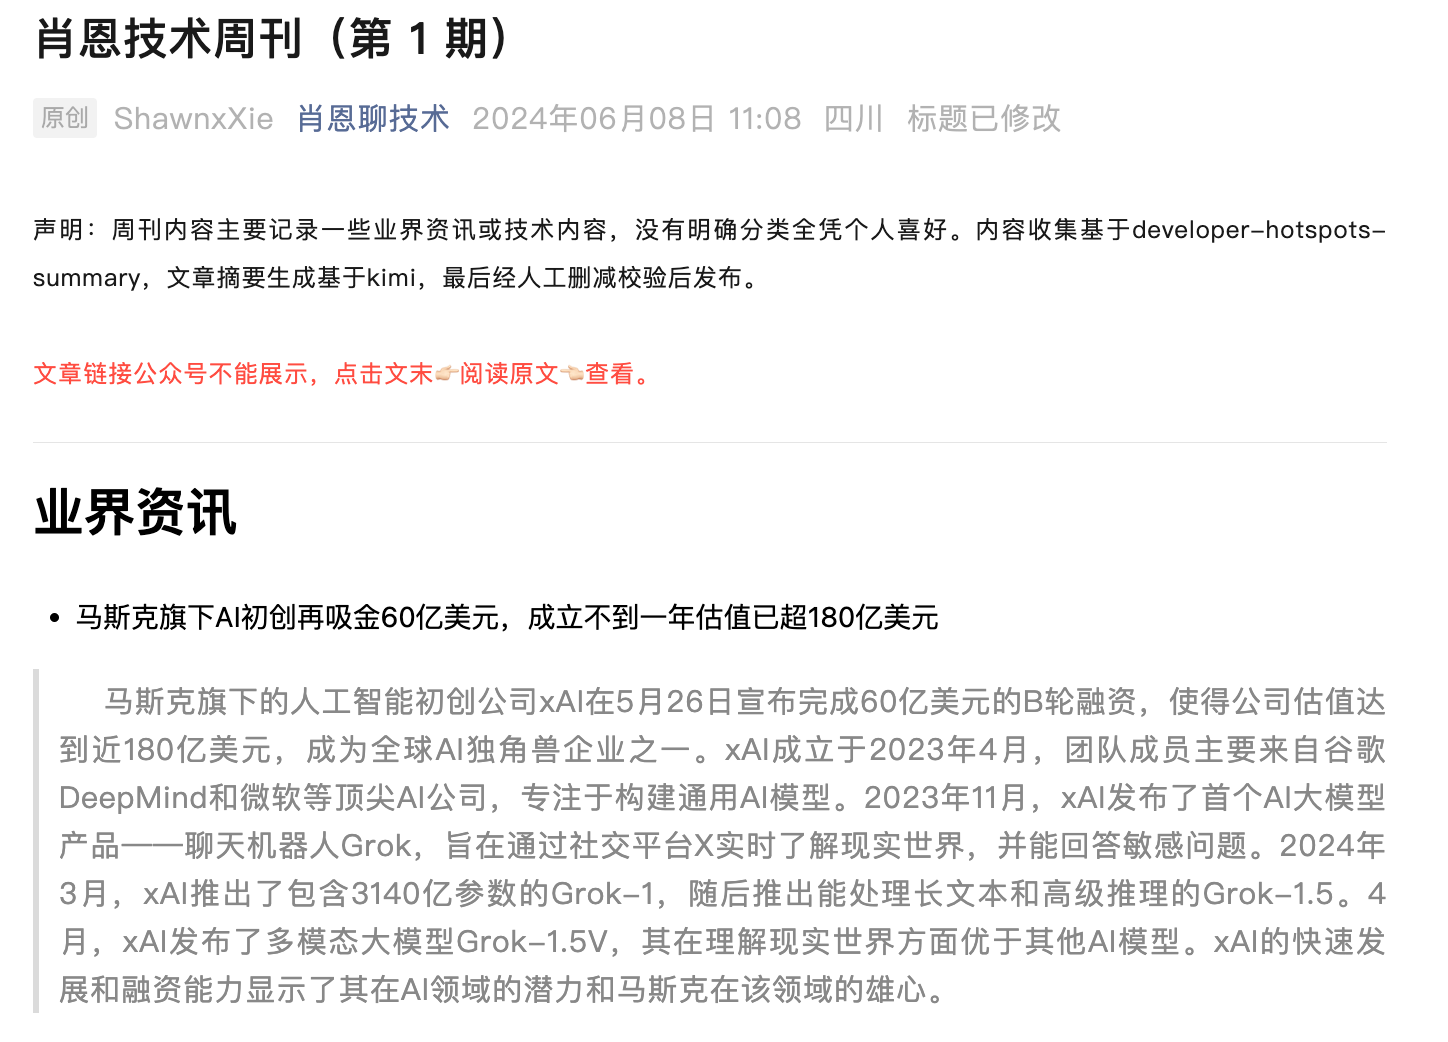 肖恩技术周刊（第 1 期）
原创 ShawnxXie 肖恩聊技术 2024年06月08日 11:08 四川 标题已修改
声明：周刊内容主要记录一些业界资讯或技术内容，没有明确分类全凭个人喜好。内容收集基于developer-hotspots-
summary，文章摘要生成基于kimi，最后经人工删减校验后发布。
文章链接公众号不能展示，点击文末👉🏻阅读原文👈🏻查看。
业界资讯
• 马斯克旗下AI初创再吸金60亿美元，成立不到一年估值已超180亿美元
马斯克旗下的人工智能初创公司xAI在5月26日宣布完成60亿美元的B轮融资，使得公司估值达
到近180亿美元，成为全球AI独角兽企业之一。xAI成立于2023年4月，团队成员主要来自谷歌
DeepMind和微软等顶尖AI公司，专注于构建通用AI模型。2023年11月，xAI发布了首个AI大模型
产品——聊天机器人Grok，旨在通过社交平台X实时了解现实世界，并能回答敏感问题。2024年
3月，xAI推出了包含3140亿参数的Grok-1，随后推出能处理长文本和高级推理的Grok-1.5。4
月，xAI发布了多模态大模型Grok-1.5V，其在理解现实世界方面优于其他AI模型。xAI的快速发
展和融资能力显示了其在AI领域的潜力和马斯克在该领域的雄心。